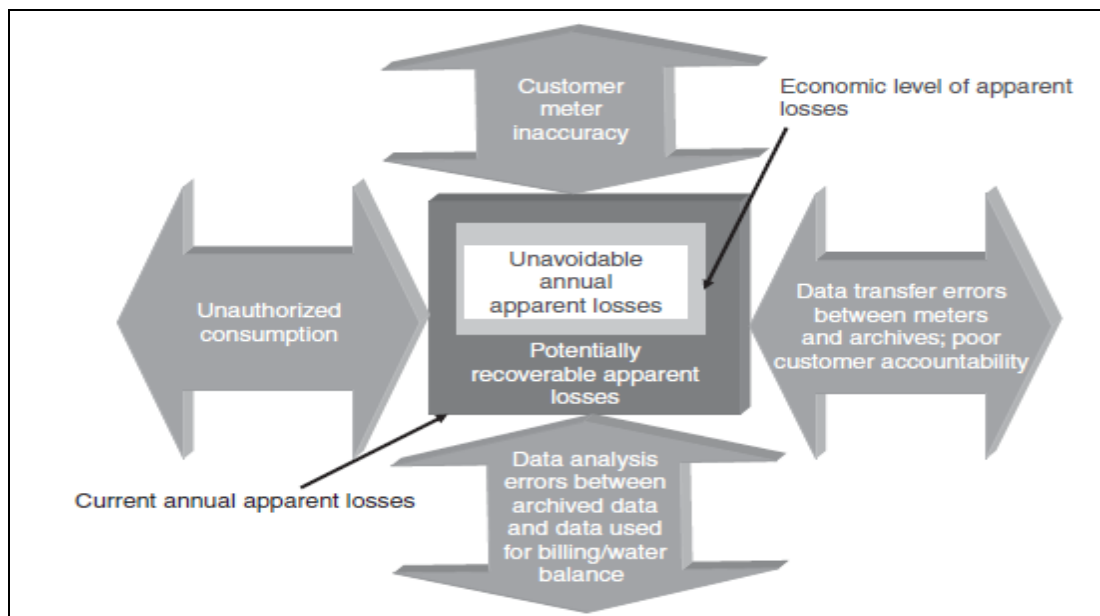 Customer
meter
inaccuracy
Economic level of apparent
losses
Unauthorized
consumption
Unavoidable
annual
apparent losses
Potentially
recoverable apparent
losses
Data transfer errors
between meters
and archives; poor
customer accountability
Current annual apparent losses
Data analysis
errors between
archived data
and data used
for billing/water
balance